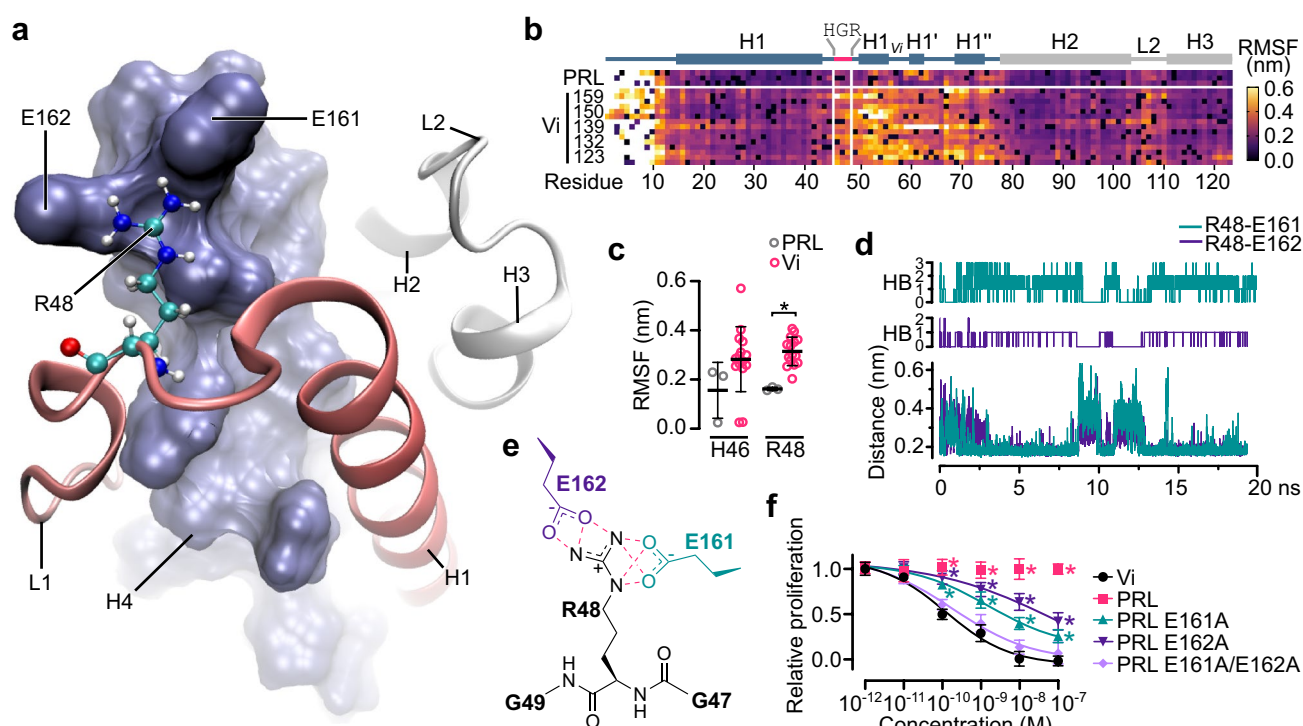 a
E162
E161
L2
H2
H3
R48
L1
H4
H1
b
HGR
H1
H1
Vi
H1'
H1"
H2
L2
H3
RMSF
(nm)
PRL
Vi
159
150
139
132
123
0.6
0.4
0.2
0.0
Residue
10 20 30 40 50 60 70 80 90 100 110 120
c
PRL
Vi
RMSF (nm)
0.6
0.4
0.2
0.0
*
H46
R48
d
R48-E161
R48-E162
HB
3
2
1
0
HB
2
1
0
Distance (nm)
0.6
0.4
0.2
0 5 10 15 20 ns
e
E162
E161
O
O
-
N
N
+
N
O
O
-
R48
G49
N
H
O
N
H
O
G47
f
Relative proliferation
1.0
0.5
0.0
* * * *
* * * *
* * * *
10-12 10-11 10-10 10-9 10-8 10-7
Concentration (M)
Vi
PRL
PRL E161A
PRL E162A
PRL E161A/E162A